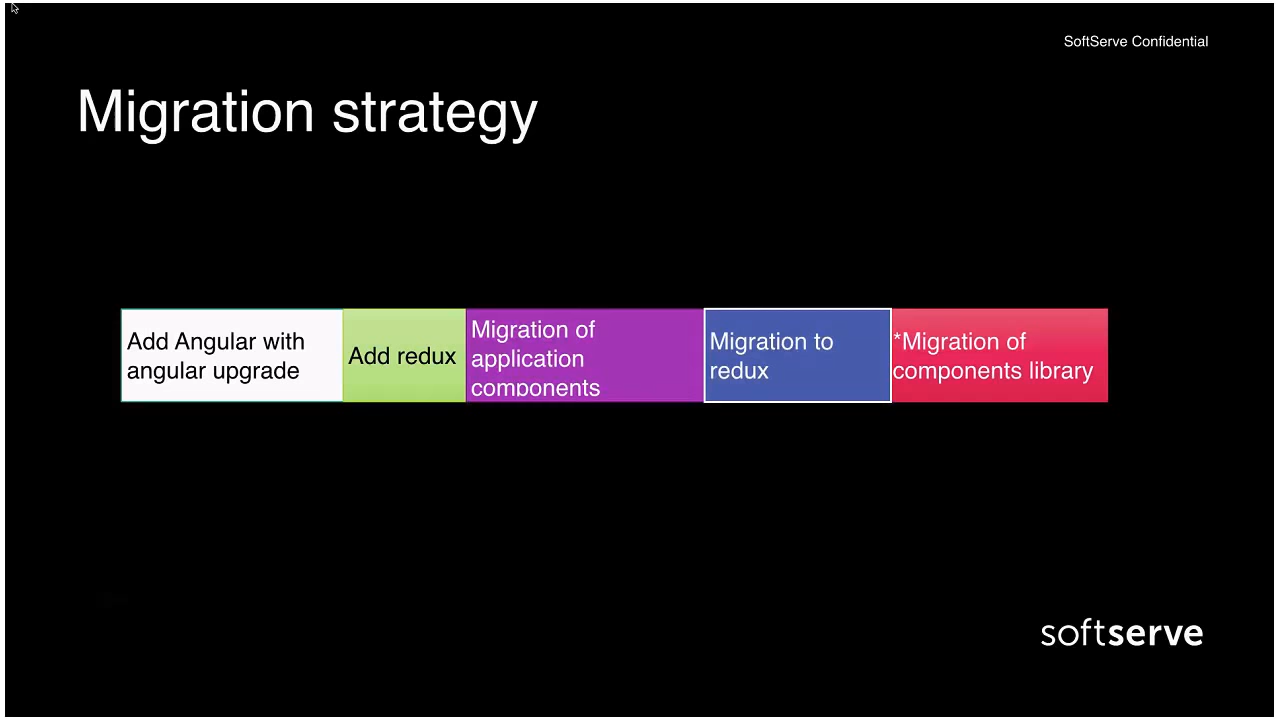 SoftServe Confidential
Migration strategy
Add Angular with
angular upgrade
Add redux
Migration of
application
components
Migration to
redux
*Migration of
components library
softserve